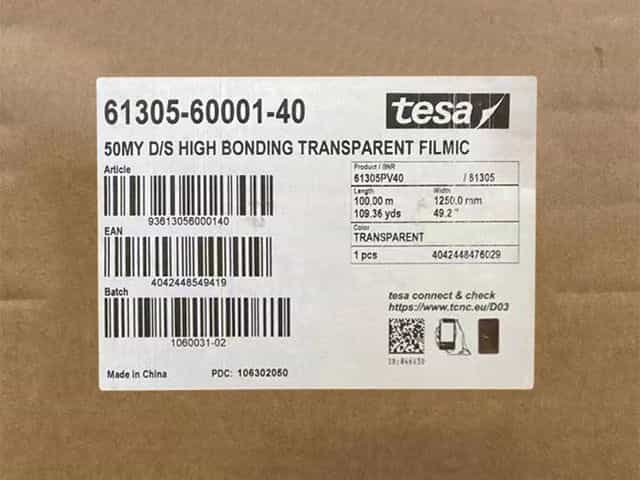 61305-60001-40
tesa
50MY D/S HIGH BONDING TRANSPARENT FILMIC
Article
93613056000140
EAN
4042448549419
Batch
1060031-02
Made in China
PDC: 106302050
Product / BNR
61305PV40 / 61305
Length Width
100.00 m 1250.0 mm
109.36 yds 49.2 "
Color
TRANSPARENT
1 pcs 4042448476029
tesa connect & check
https://www.tcnc.eu/D03